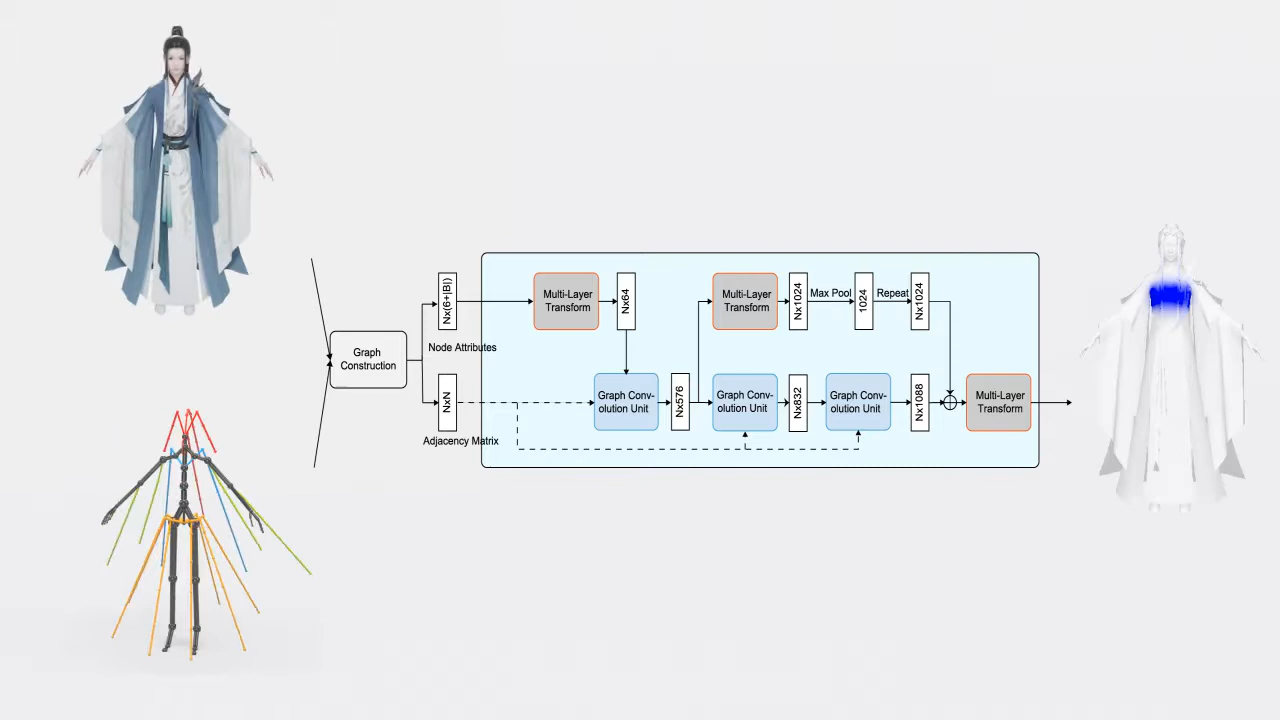 Graph
Construction
Nx(6+|B|)
Node Attributes
NxN
Adjacency Matrix
Multi-Layer
Transform
Nx64
Graph Conv-
olution Unit
Nx576
Multi-Layer
Transform
Nx1024
Max Pool
1024
Repeat
Nx1024
Graph Conv-
olution Unit
Nx832
Graph Conv-
olution Unit
Nx1088
Multi-Layer
Transform